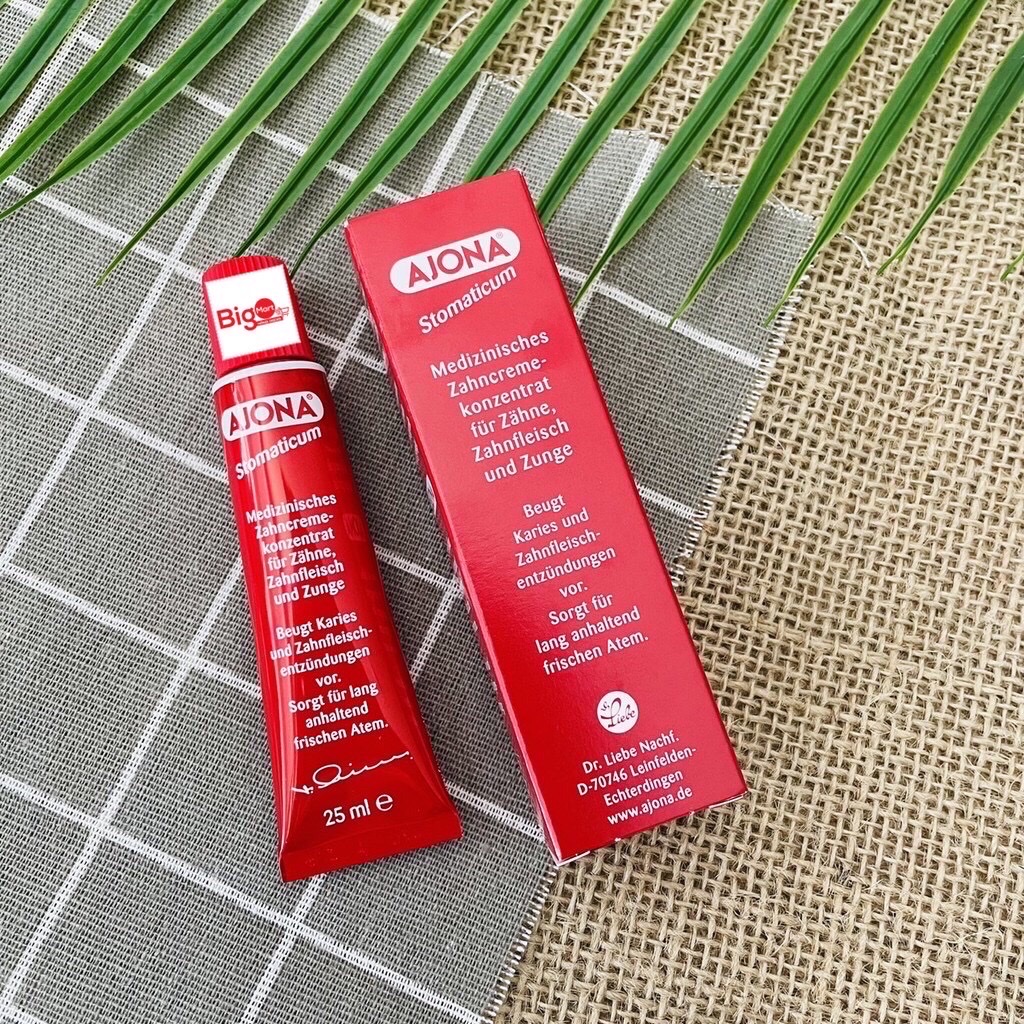 Big Mart
AJONA®
Stomaticum
Medizinisches
Zahncreme-
konzentrat
für Zähne,
Zahnfleisch
und Zunge
Beugt Karies
und Zahnfleisch-
entzündungen
vor.
Sorgt für lang
anhaltend
frischen Atem.
25 ml e
AJONA®
Stomaticum
Medizinisches
Zahncreme-
konzentrat
für Zähne,
Zahnfleisch
und Zunge
Beugt
Karies und
Zahnfleisch-
entzündungen
vor.
Sorgt für
lang anhaltend
frischen Atem.
Liebe
Dr. Liebe Nachf.
D-70746 Leinfelden-
Echterdingen
www.ajona.de